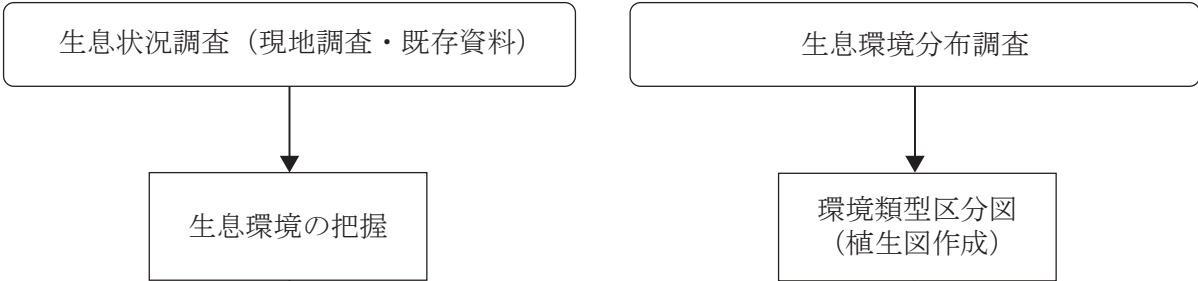 生息状況調査（現地調査・既存資料）
生息環境分布調査
生息環境の把握
環境類型区分図
（植生図作成）